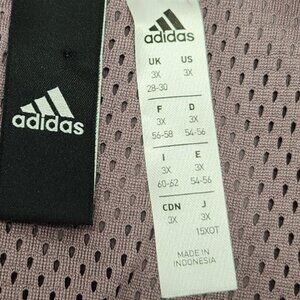 adidas
adidas
UK US
3X 3X
28-30
F D
3X 3X
56-58 54-56
I E
3X 3X
60-62 54-56
CDN J
3X 3X
15XOT
MADE IN
INDONESIA